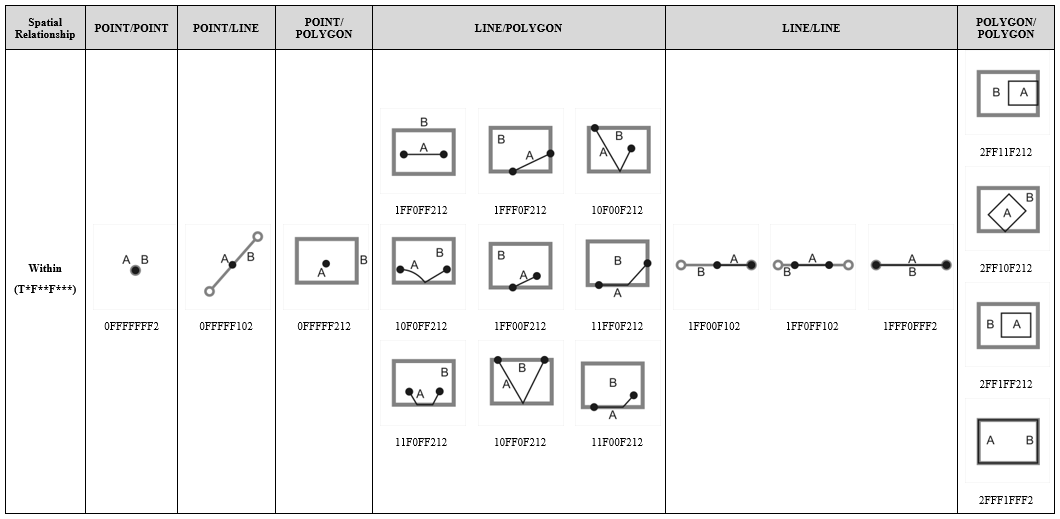 Spatial
Relationship
POINT/POINT
POINT/LINE
POINT/
POLYGON
LINE/POLYGON
LINE/LINE
POLYGON/
POLYGON
Within
(T*F**F***)
A B
0FFFFFFF2
A B
0FFFFF102
A B
0FFFFF212
B
A
1FF0FF212
B
A
1FFF0F212
B
A
10F00F212
B
A
10F0FF212
B
A
1FF00F212
B
A
11FF0F212
B
A
11F0FF212
B
A
10FF0F212
B
A
11F00F212
A
B
1FF00F102
A
B
1FF0FF102
A
B
1FFF0FFF2
B A
2FF11F212
B
A
2FF10F212
B A
2FF1FF212
A B
2FFF1FFF2